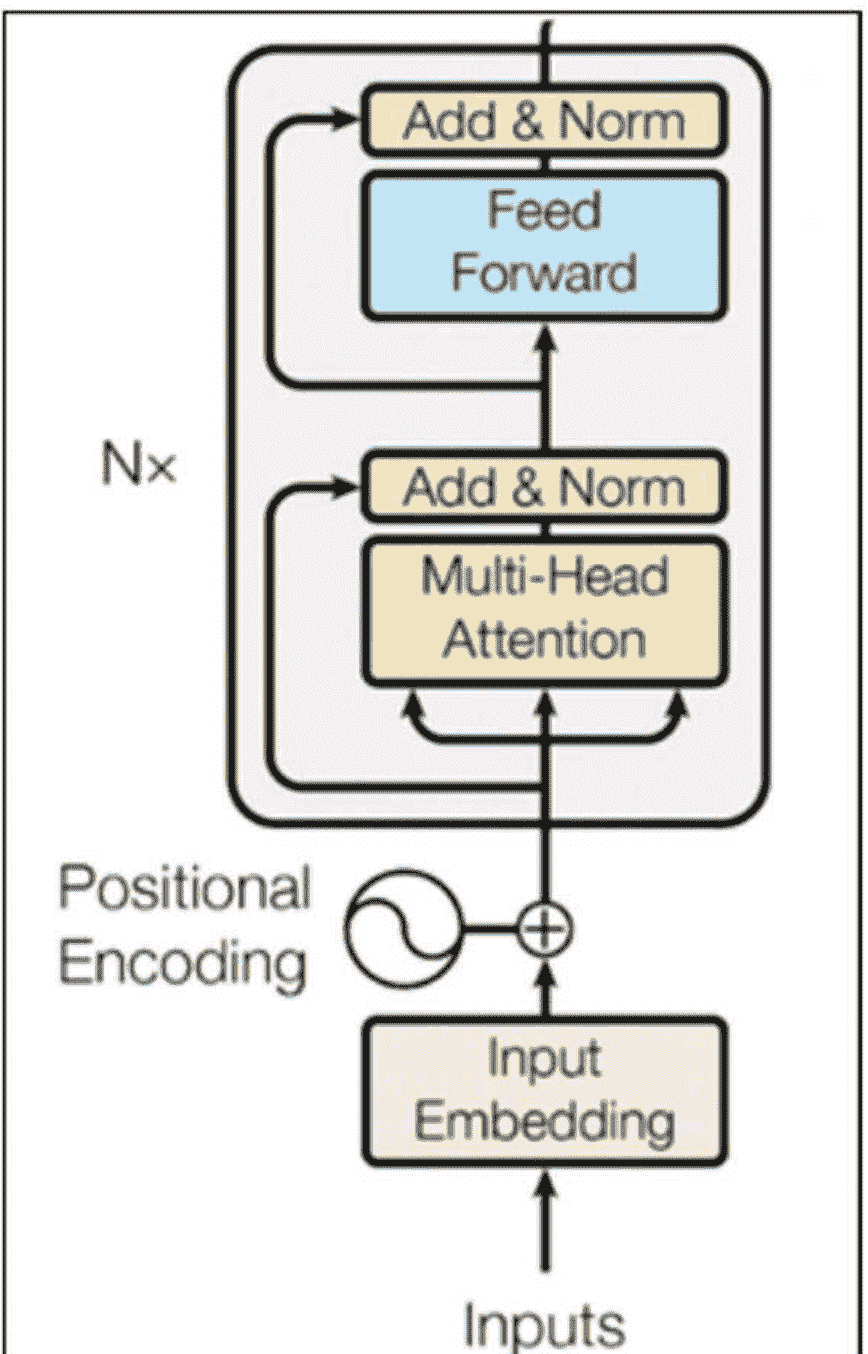 Add & Norm
Feed
Forward
Nx
Add & Norm
Multi-Head
Attention
Positional
Encoding
Input
Embedding
Inputs